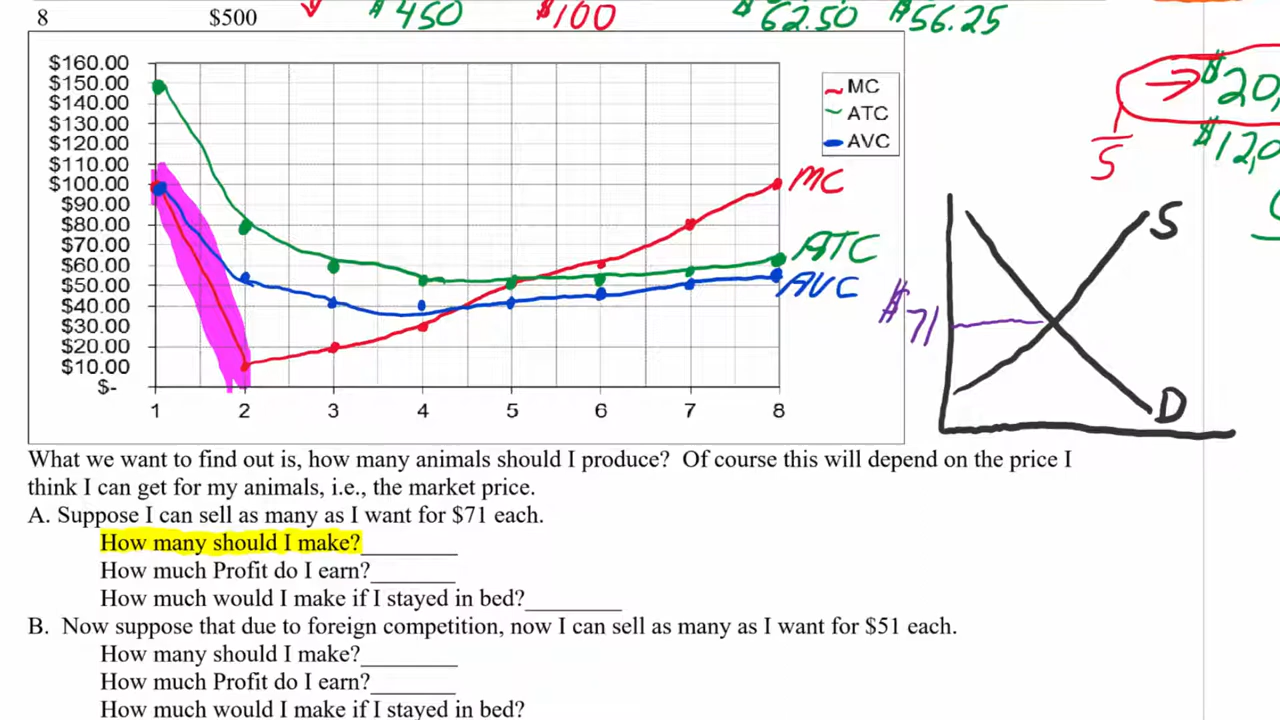 8 $500 $450 $100 $62.50 $56.25
$160.00
$150.00
$140.00
$130.00
$120.00
$110.00
$100.00
$90.00
$80.00
$70.00
$60.00
$50.00
$40.00
$30.00
$20.00
$10.00
$-
1 2 3 4 5 6 7 8
MC
ATC
AVC
MC
ATC
AVC
$20,
$12,0
S
S
$71
D
What we want to find out is, how many animals should I produce? Of course this will depend on the price I
think I can get for my animals, i.e., the market price.
A. Suppose I can sell as many as I want for $71 each.
How many should I make?
How much Profit do I earn?
How much would I make if I stayed in bed?
B. Now suppose that due to foreign competition, now I can sell as many as I want for $51 each.
How many should I make?
How much Profit do I earn?
How much would I make if I stayed in bed?